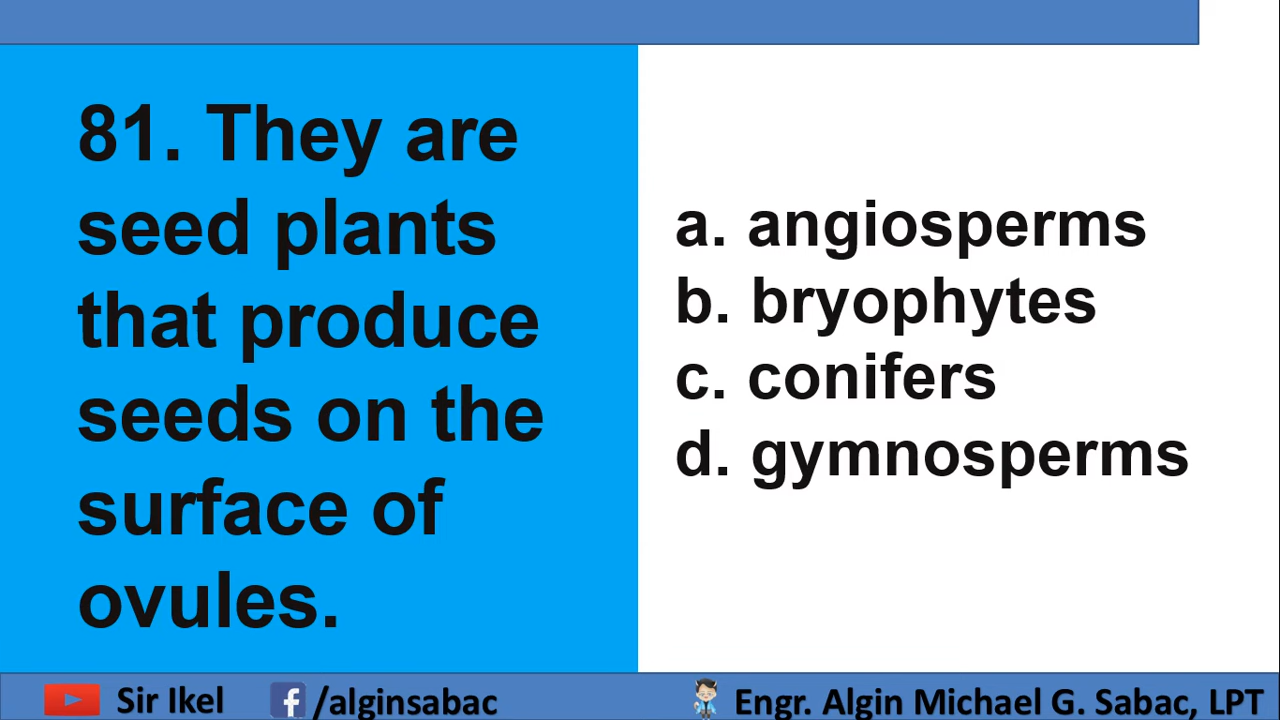 81. They are
seed plants
that produce
seeds on the
surface of
ovules.
a. angiosperms
b. bryophytes
c. conifers
d. gymnosperms
Sir Ikel
/alginsabac
Engr. Algin Michael G. Sabac, LPT